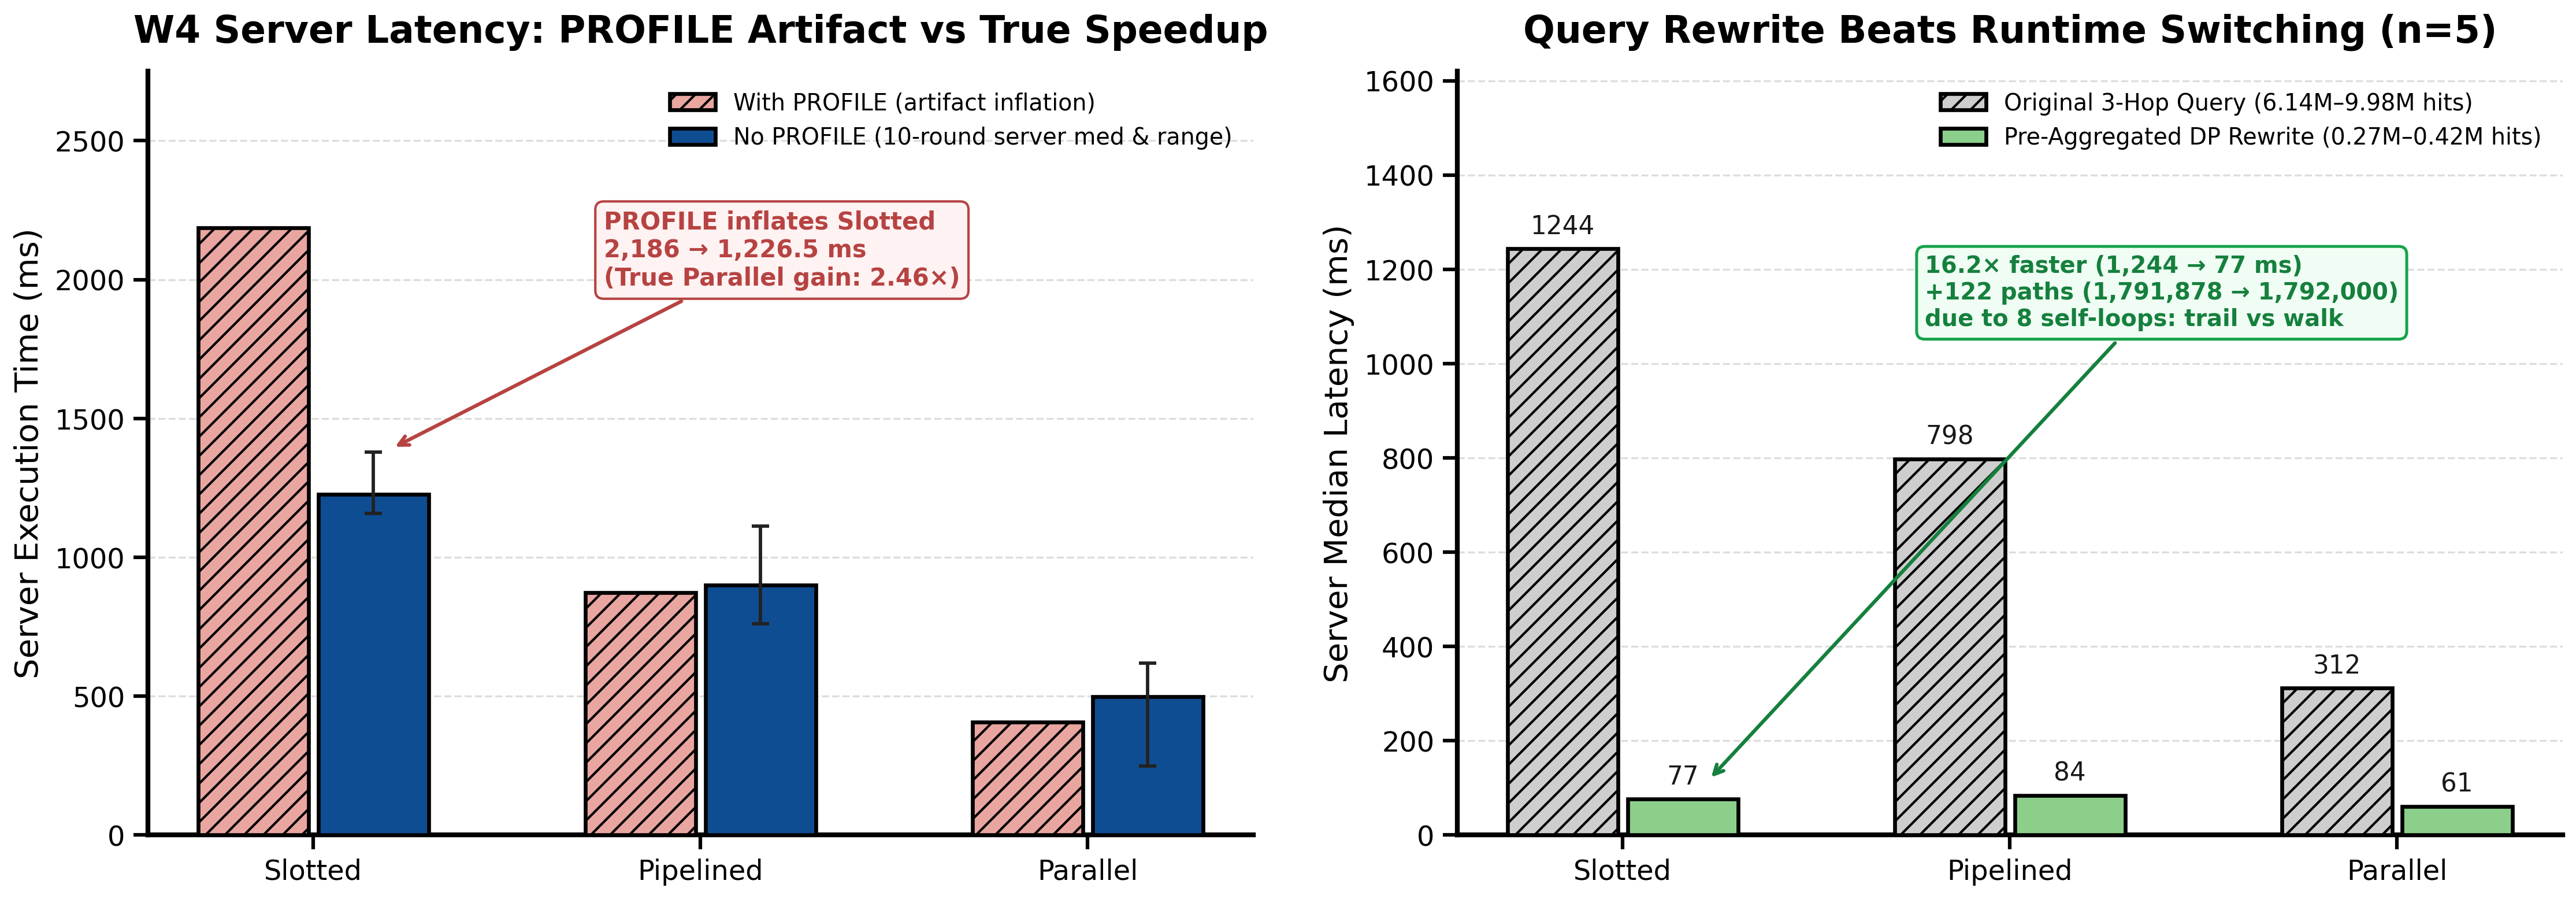 W4 Server Latency: PROFILE Artifact vs True Speedup
Server Execution Time (ms)
2500
2000
1500
1000
500
0
With PROFILE (artifact inflation)
No PROFILE (10-round server med & range)
PROFILE inflates Slotted
2,186 → 1,226.5 ms
(True Parallel gain: 2.46×)
Slotted
Pipelined
Parallel
Query Rewrite Beats Runtime Switching (n=5)
Server Median Latency (ms)
1600
1400
1200
1000
800
600
400
200
0
Original 3-Hop Query (6.14M–9.98M hits)
Pre-Aggregated DP Rewrite (0.27M–0.42M hits)
16.2× faster (1,244 → 77 ms)
+122 paths (1,791,878 → 1,792,000)
due to 8 self-loops: trail vs walk
1244
77
798
84
312
61
Slotted
Pipelined
Parallel